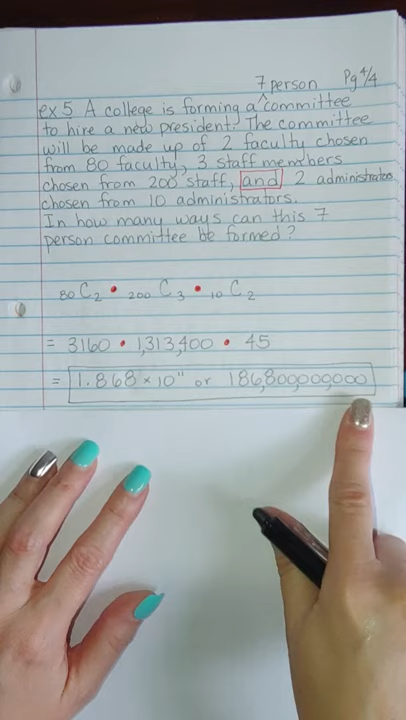 7 person Pg 4/4
ex 5 A college is forming a ^ committee
to hire a new president. The committee
will be made up of 2 faculty chosen
from 80 faculty, 3 staff members
chosen from 200 staff, and 2 administrators
chosen from 10 administrators.
In how many ways can this 7
person committee be formed?
₈₀C₂ • ₂₀₀C₃ • ₁₀C₂
= 3160 • 1,313,400 • 45
= 1.868 × 10¹¹ or 186,800,000,000